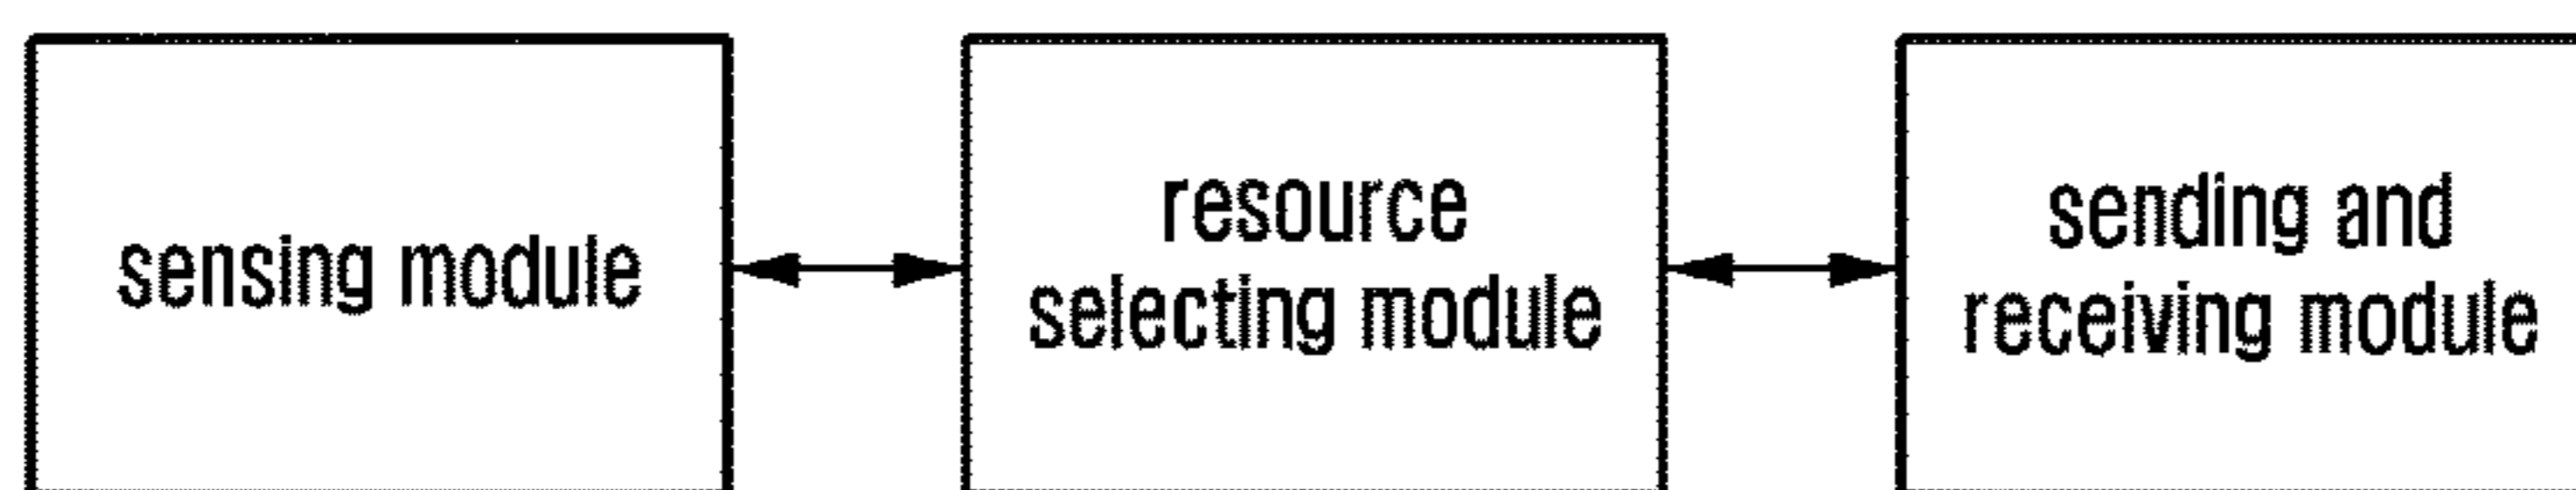 sensing module
resource
selecting module
sending and
receiving module